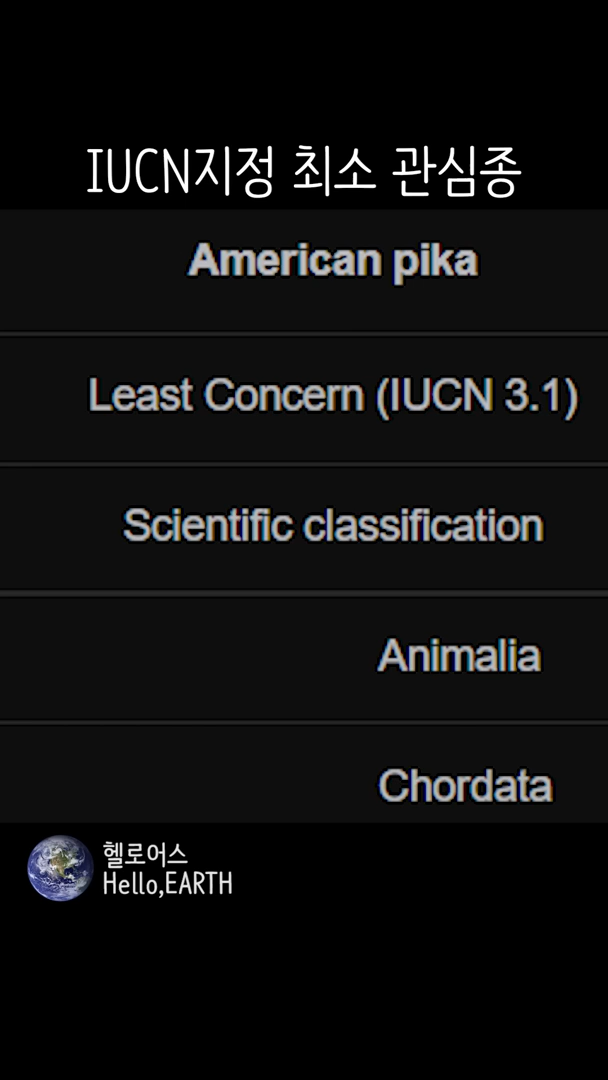 IUCN지정 최소 관심종
American pika
Least Concern (IUCN 3.1)
Scientific classification
Animalia
Chordata
헬로어스
Hello,EARTH